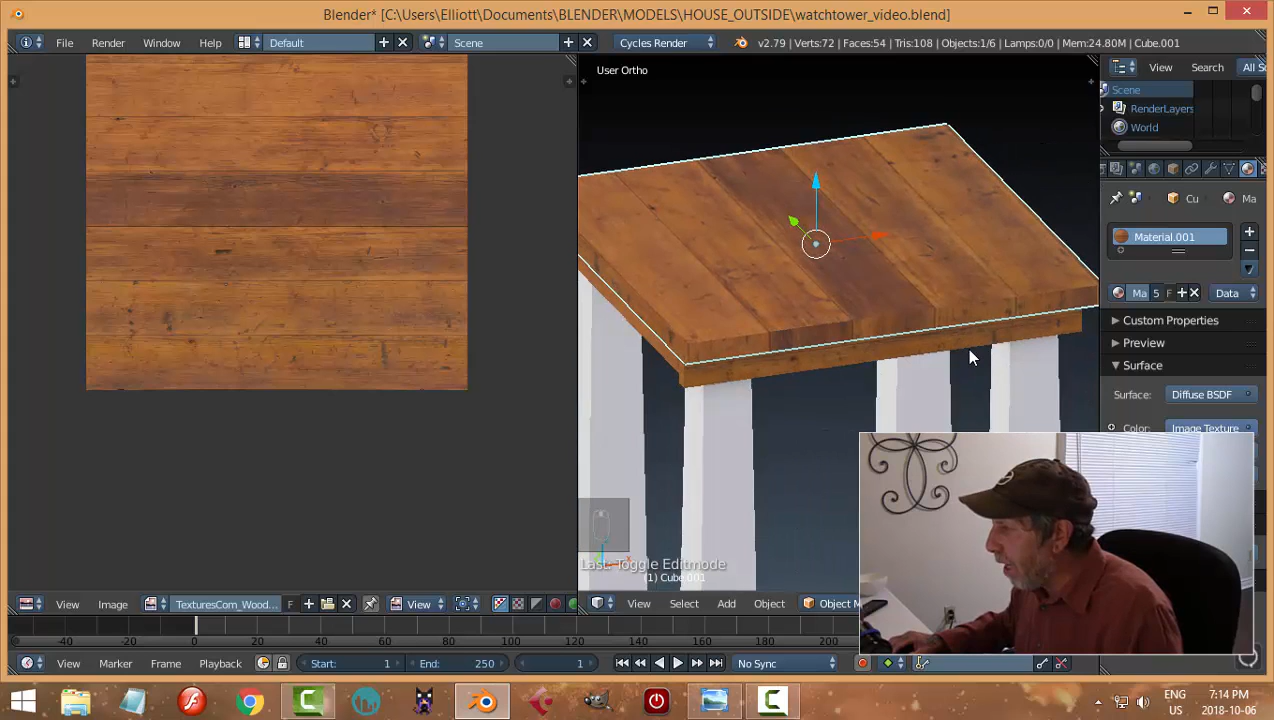 Blender* [C:\Users\Elliott\Documents\BLENDER\MODELS\HOUSE_OUTSIDE\watchtower_video.blend]
File Render Window Help Default Scene Cycles Render v2.79 | Verts:72 | Faces:54 | Tris:108 | Objects:1/6 | Lamps:0/0 | Mem:24.80M | Cube.001
User Ortho
View Search All S
Scene
RenderLayers
World
Cu Ma
Material.001
Ma 5 F Data
Custom Properties
Preview
Surface
Surface: Diffuse BSDF
Color: Image Texture
Last: Toggle Editmode
(1) Cube.001
View Image TexturesCom_Wood... F View
View Select Add Object Object M
-40 -20 0 20 40 60 80 100 120 140 160 180 200
View Marker Frame Playback Start: 1 End: 250 1 No Sync
ENG 7:14 PM
US 2018-10-06